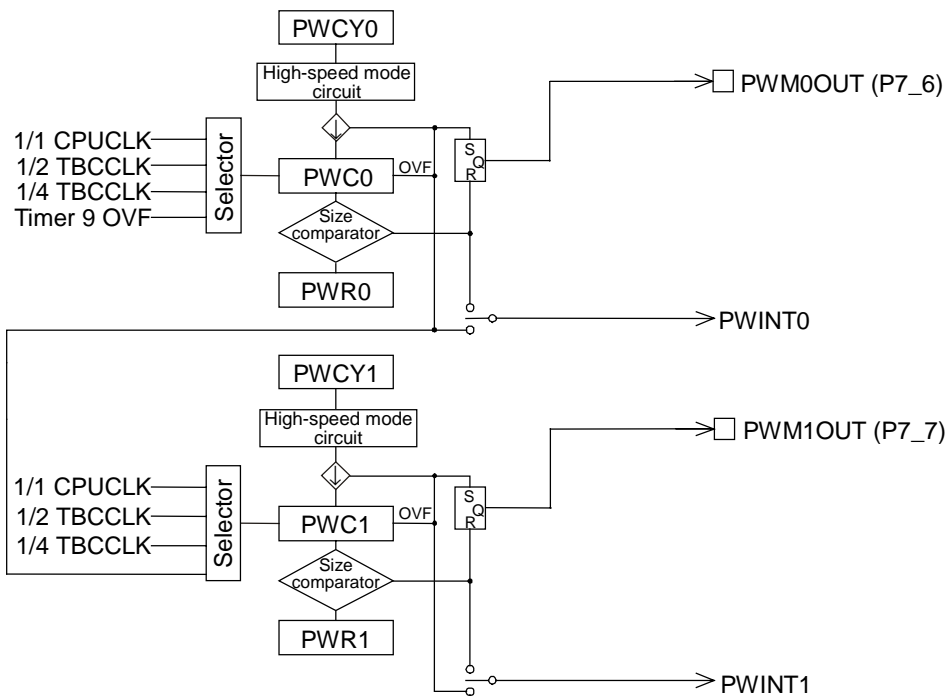 PWCY0
High-speed mode
circuit
PWM0OUT (P7_6)
1/1 CPUCLK
1/2 TBCCLK
1/4 TBCCLK
Timer 9 OVF
Selector
PWC0
OVF
S
Q
R
Size
comparator
PWR0
PWINT0
PWCY1
High-speed mode
circuit
PWM1OUT (P7_7)
1/1 CPUCLK
1/2 TBCCLK
1/4 TBCCLK
Selector
PWC1
OVF
S
Q
R
Size
comparator
PWR1
PWINT1